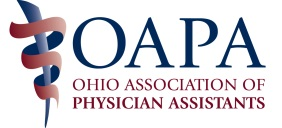 OAPA
OHIO ASSOCIATION OF
PHYSICIAN ASSISTANTS